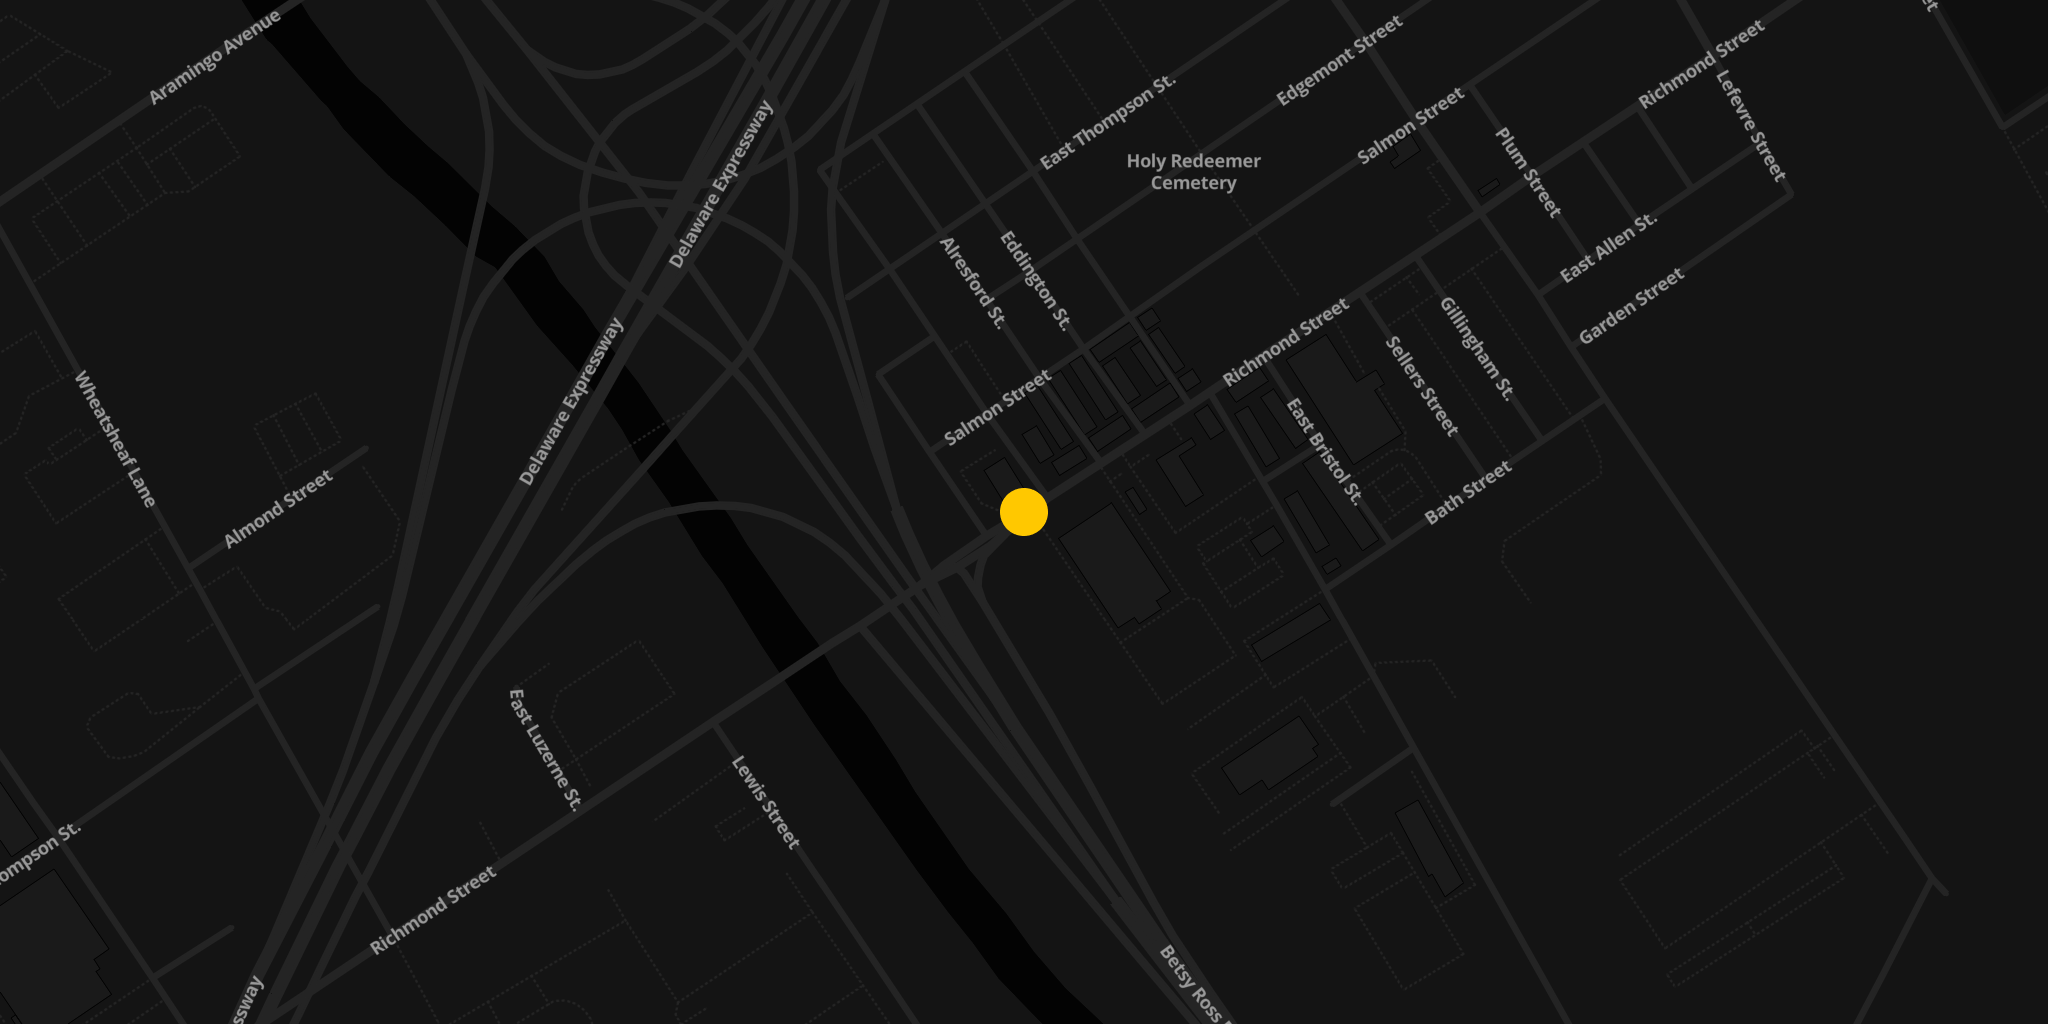 Aramingo Avenue
Delaware Expressway
East Thompson St.
Edgemont Street
Salmon Street
Richmond Street
Lefevre Street
Plum Street
Holy Redeemer
Cemetery
East Allen St.
Garden Street
Alresford St.
Eddington St.
Gillingham St.
Sellers Street
Richmond Street
Delaware Expressway
Salmon Street
East Bristol St.
Bath Street
Wheatsheaf Lane
Almond Street
East Luzerne St.
Lewis Street
ompson St.
Richmond Street
ssway
Betsy Ross